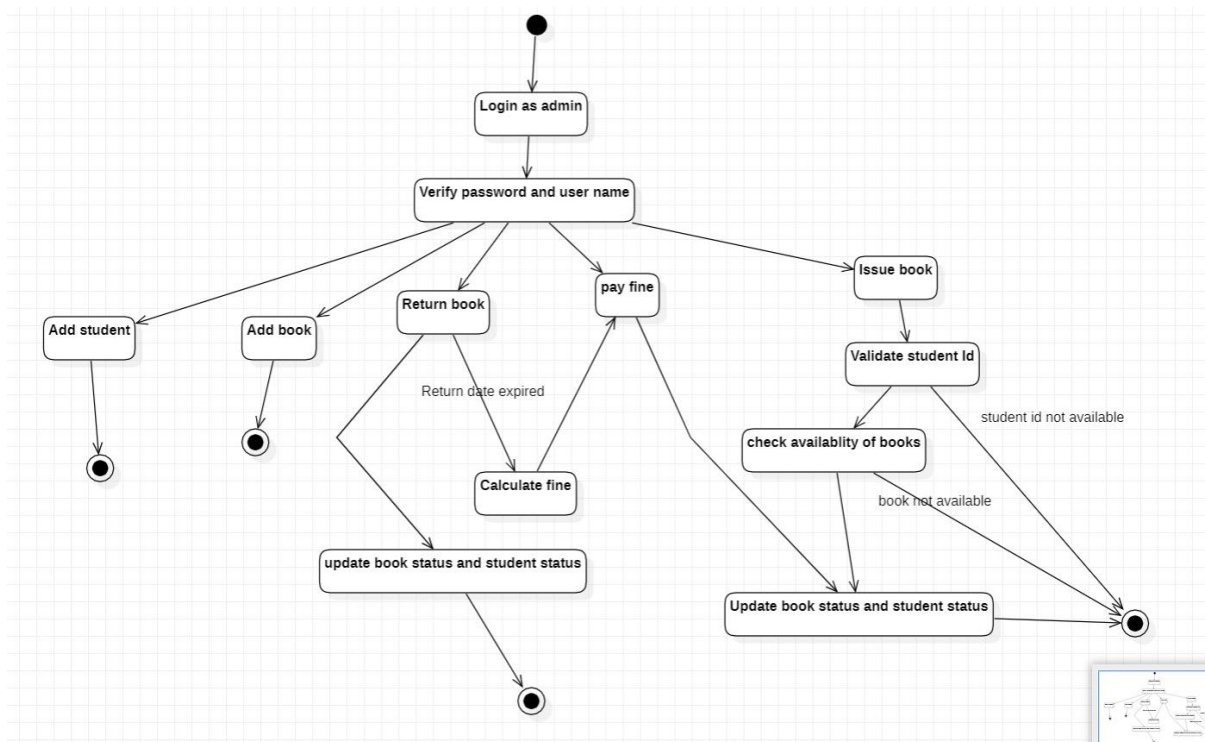 Login as admin
Verify password and user name
Issue book
pay fine
Return book
Add student
Add book
Validate student Id
Return date expired
student id not available
check availablity of books
Calculate fine
book not available
update book status and student status
Update book status and student status